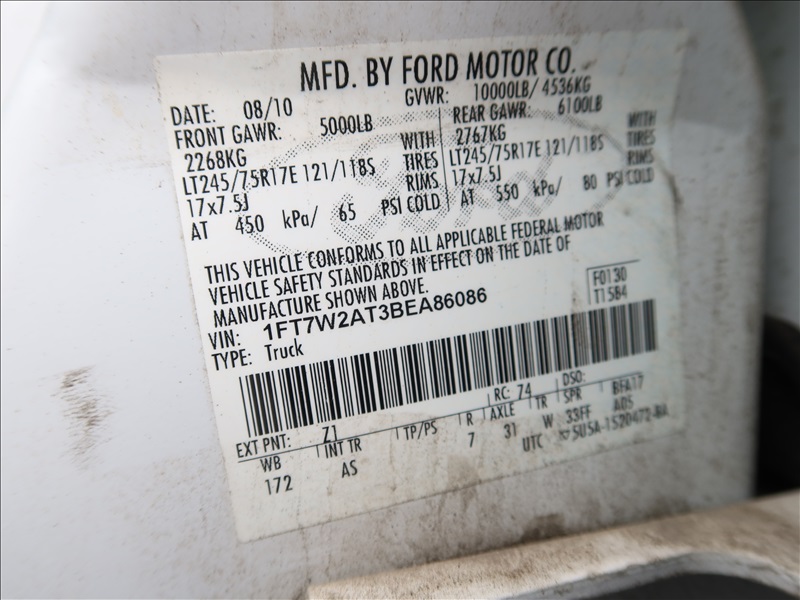 MFD. BY FORD MOTOR CO.
DATE: 08/10 GVWR: 10000LB/ 4536KG
FRONT GAWR: 5000LB REAR GAWR: 6100LB
2268KG WITH 2767KG WITH
LT245/75R17E 121/118S TIRES LT245/75R17E 121/118S TIRES
17x7.5J RIMS 17x7.5J RIMS
AT 450 kPa/ 65 PSI COLD AT 550 kPa/ 80 PSI COLD
Ford
THIS VEHICLE CONFORMS TO ALL APPLICABLE FEDERAL MOTOR
VEHICLE SAFETY STANDARDS IN EFFECT ON THE DATE OF
MANUFACTURE SHOWN ABOVE.
VIN: 1FT7W2AT3BEA86086
TYPE: Truck
F0130
T1584
EXT PNT: Z1 RC: 74 DSO:
WB INT TR TP/PS R AXLE TR SPR BFA17
172 AS 7 31 W 33FF A05
UTC